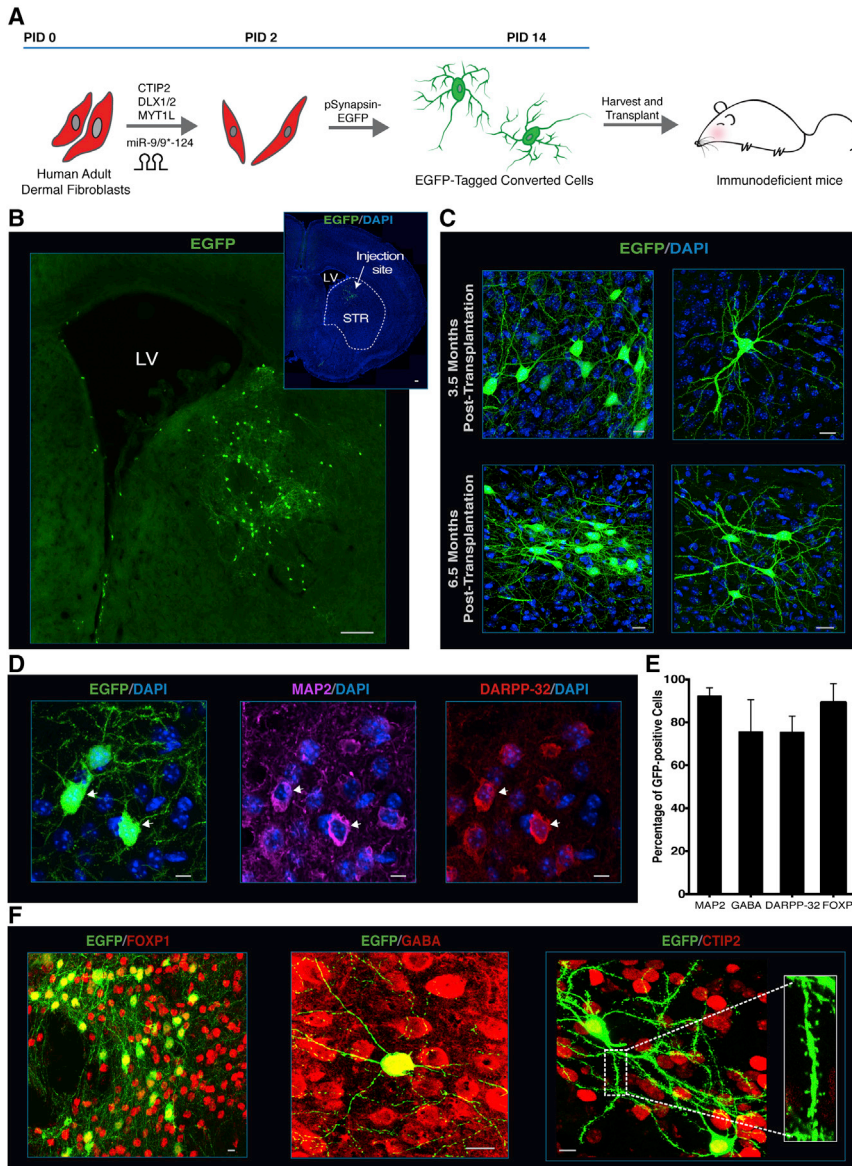 A
PID 0
PID 2
PID 14
CTIP2
DLX1/2
MYT1L
miR-9/9*-124
pSynapsin-
EGFP
Harvest and
Transplant
Human Adult
Dermal Fibroblasts
EGFP-Tagged Converted Cells
Immunodeficient mice
B
EGFP
LV
EGFP/DAPI
LV
Injection
site
STR
C
EGFP/DAPI
3.5 Months
Post-Transplantation
6.5 Months
Post-Transplantation
D
EGFP/DAPI
MAP2/DAPI
DARPP-32/DAPI
E
Percentage of GFP-positive Cells
100
80
60
40
20
0
MAP2 GABA DARPP-32 FOXP
F
EGFP/FOXP1
EGFP/GABA
EGFP/CTIP2